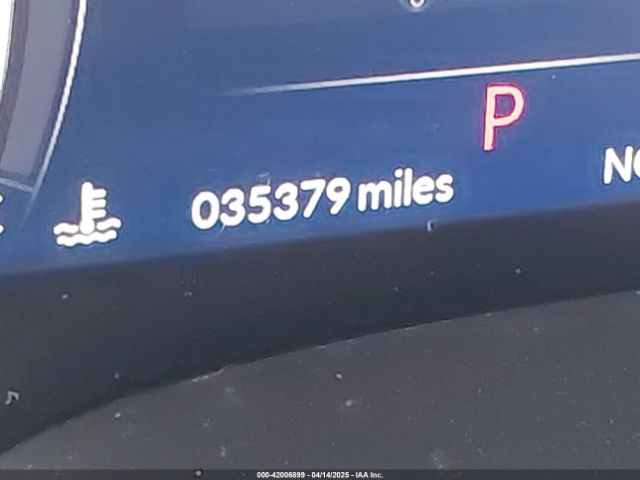 P
035379 miles
000-42006899 - 04/14/2025 - IAA Inc.